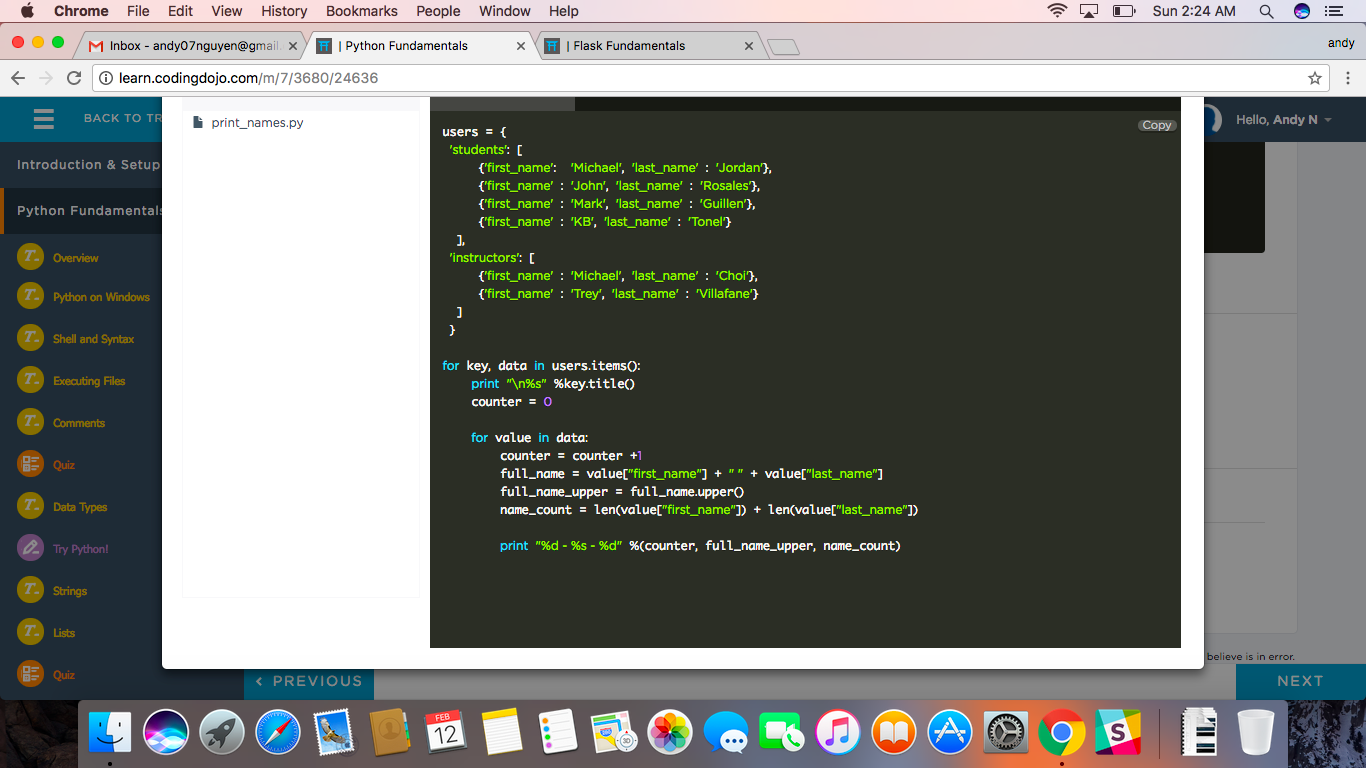 Chrome File Edit View History Bookmarks People Window Help Sun 2:24 AM
Inbox - andy07nguyen@gmail. | Python Fundamentals | Flask Fundamentals andy
learn.codingdojo.com/m/7/3680/24636
BACK TO TR Hello, Andy N
Introduction & Setup
Python Fundamentals
T. Overview
T. Python on Windows
T. Shell and Syntax
T. Executing Files
T. Comments
Quiz
T. Data Types
Try Python!
T. Strings
T. Lists
Quiz
print_names.py
Copy
users = {
'students': [
{'first_name': 'Michael', 'last_name' : 'Jordan'},
{'first_name' : 'John', 'last_name' : 'Rosales'},
{'first_name' : 'Mark', 'last_name' : 'Guillen'},
{'first_name' : 'KB', 'last_name' : 'Tonel'}
],
'instructors': [
{'first_name' : 'Michael', 'last_name' : 'Choi'},
{'first_name' : 'Trey', 'last_name' : 'Villafane'}
]
}
for key, data in users.items():
print "\n%s" %key.title()
counter = 0
for value in data:
counter = counter +1
full_name = value["first_name"] + " " + value["last_name"]
full_name_upper = full_name.upper()
name_count = len(value["first_name"]) + len(value["last_name"])
print "%d - %s - %d" %(counter, full_name_upper, name_count)
believe is in error.
< PREVIOUS NEXT
FEB
12